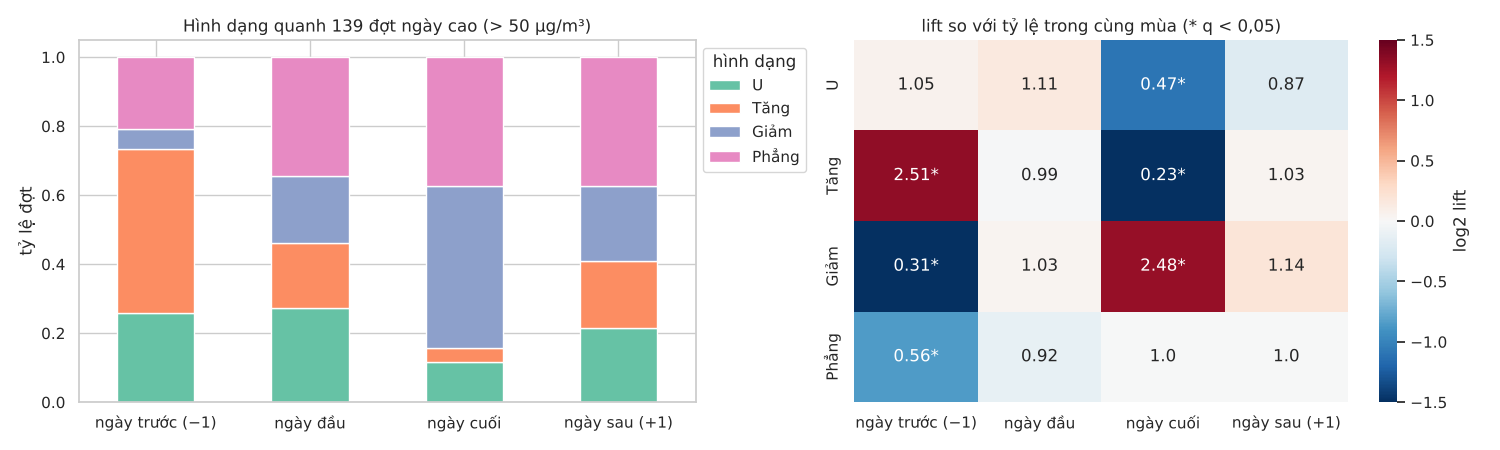 Hình dạng quanh 139 đợt ngày cao (> 50 µg/m³)
tỷ lệ đợt
1.0
0.8
0.6
0.4
0.2
0.0
ngày trước (−1) ngày đầu ngày cuối ngày sau (+1)
hình dạng
U
Tăng
Giảm
Phẳng
lift so với tỷ lệ trong cùng mùa (* q < 0,05)
U 1.05 1.11 0.47* 0.87
Tăng 2.51* 0.99 0.23* 1.03
Giảm 0.31* 1.03 2.48* 1.14
Phẳng 0.56* 0.92 1.0 1.0
ngày trước (−1) ngày đầu ngày cuối ngày sau (+1)
1.5
1.0
0.5
0.0
−0.5
−1.0
−1.5
log2 lift